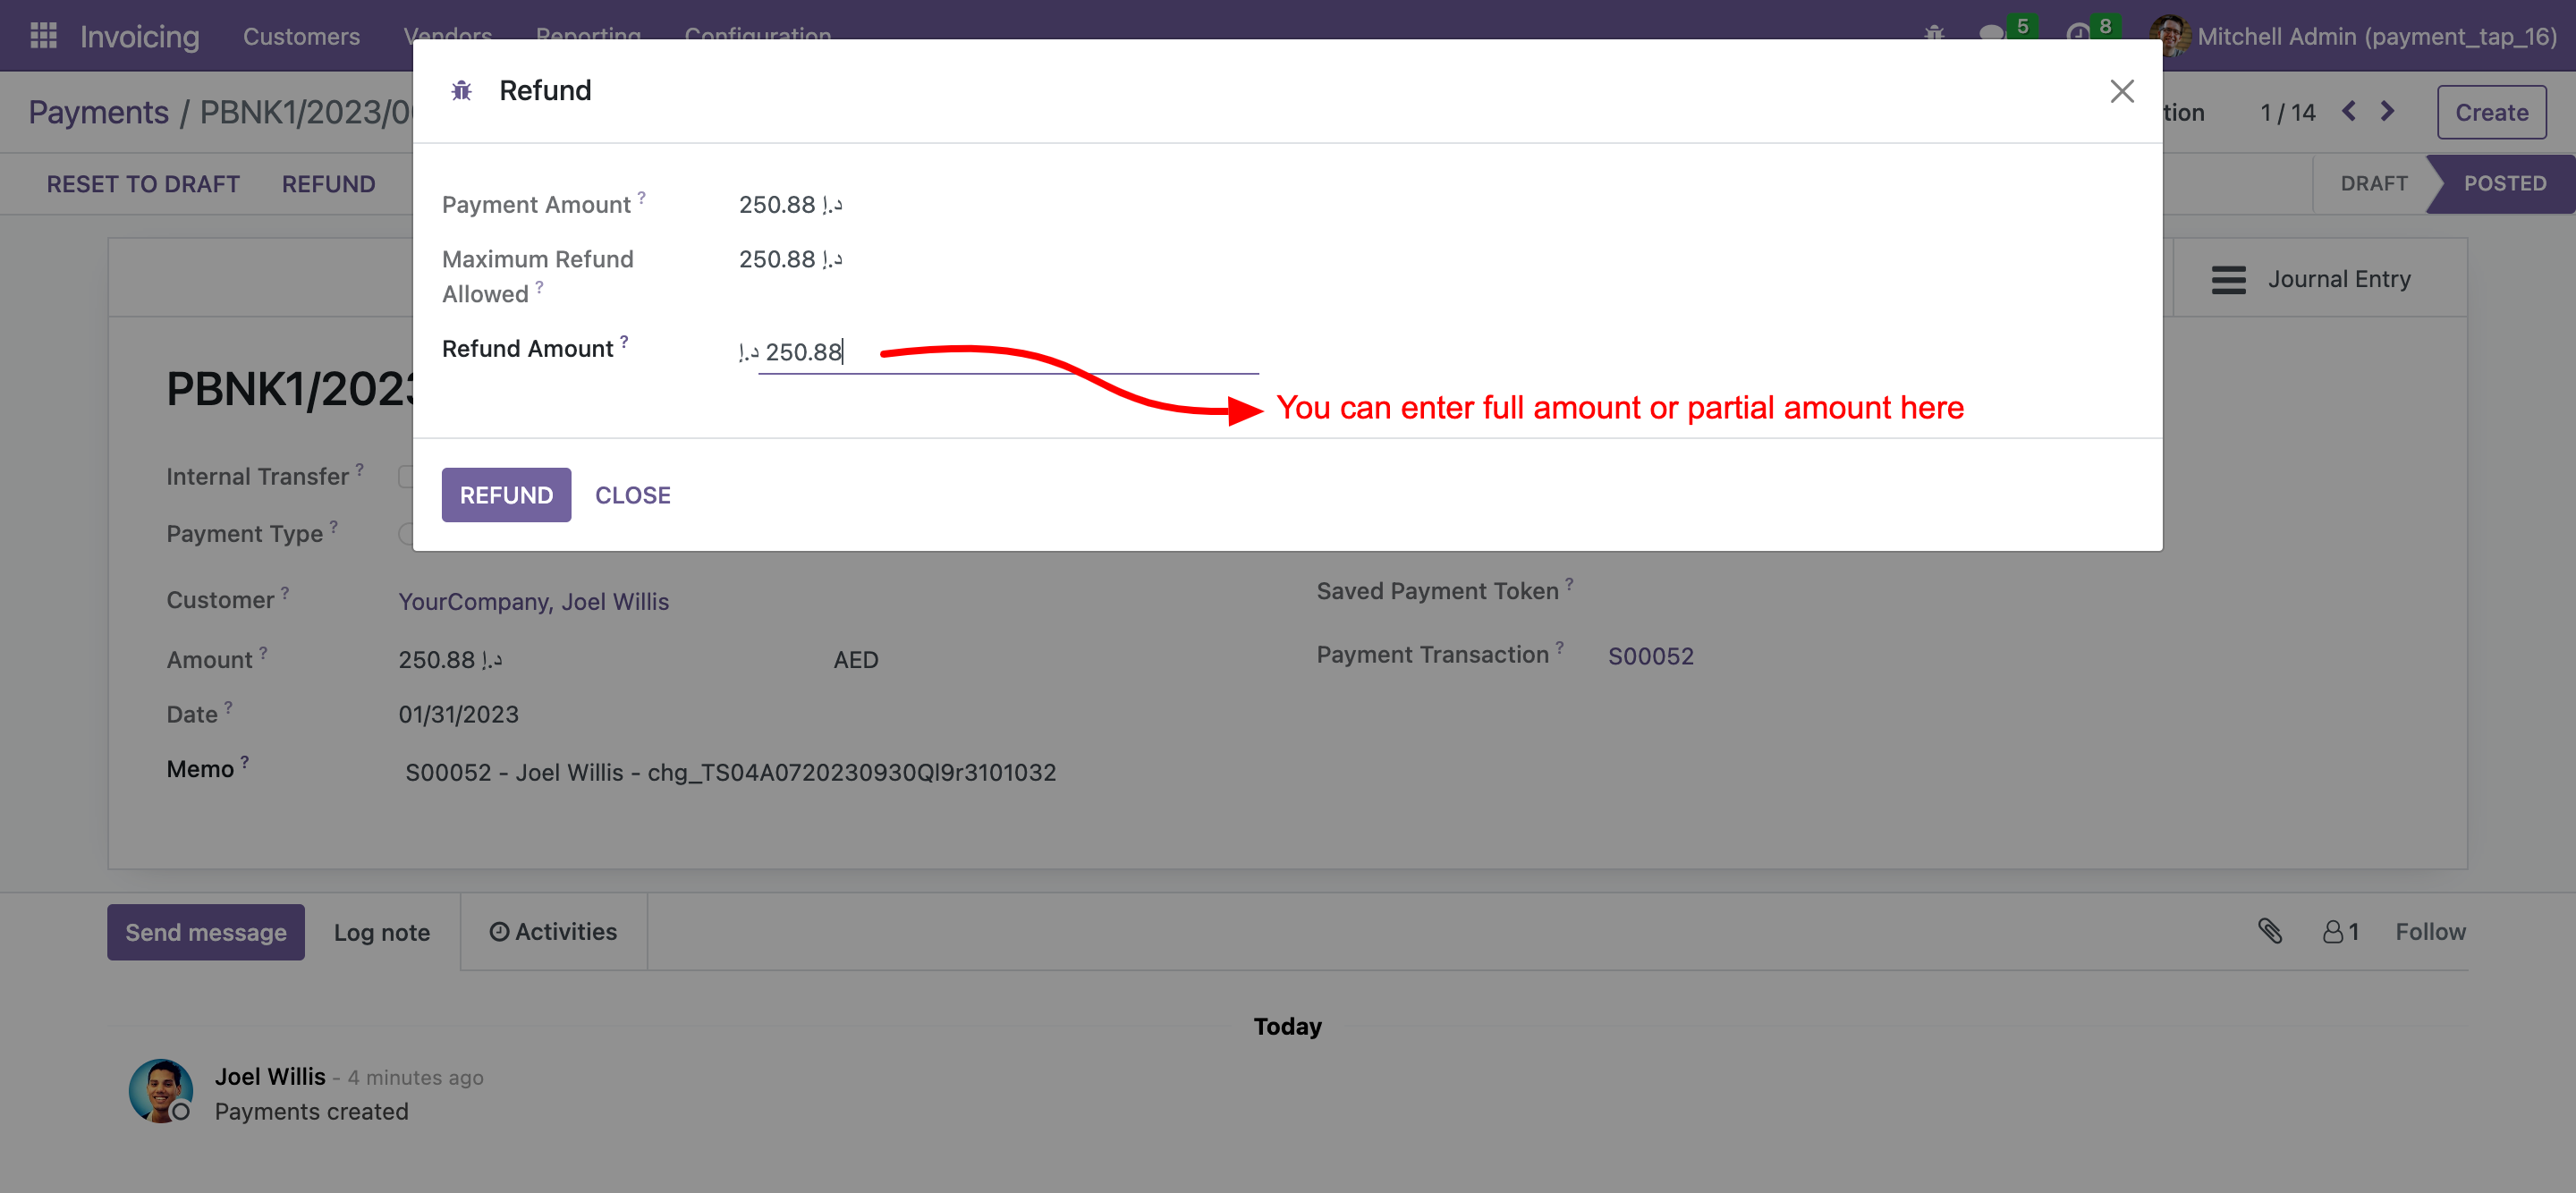 Invoicing Customers Vendors Reporting Configuration 5 8 Mitchell Admin (payment_tap_16)
Payments / PBNK1/2023/0
1 / 14 Create
RESET TO DRAFT REFUND DRAFT POSTED
Refund
Payment Amount ? 250.88 د.إ
Maximum Refund Allowed ? 250.88 د.إ
Refund Amount ? د.إ 250.88
You can enter full amount or partial amount here
REFUND CLOSE
Journal Entry
PBNK1/2023
Internal Transfer ?
Payment Type ?
Customer ? YourCompany, Joel Willis
Saved Payment Token ?
Amount ? 250.88 د.إ AED
Payment Transaction ? S00052
Date ? 01/31/2023
Memo ? S00052 - Joel Willis - chg_TS04A0720230930Ql9r3101032
Send message Log note Activities 1 Follow
Today
Joel Willis - 4 minutes ago
Payments created